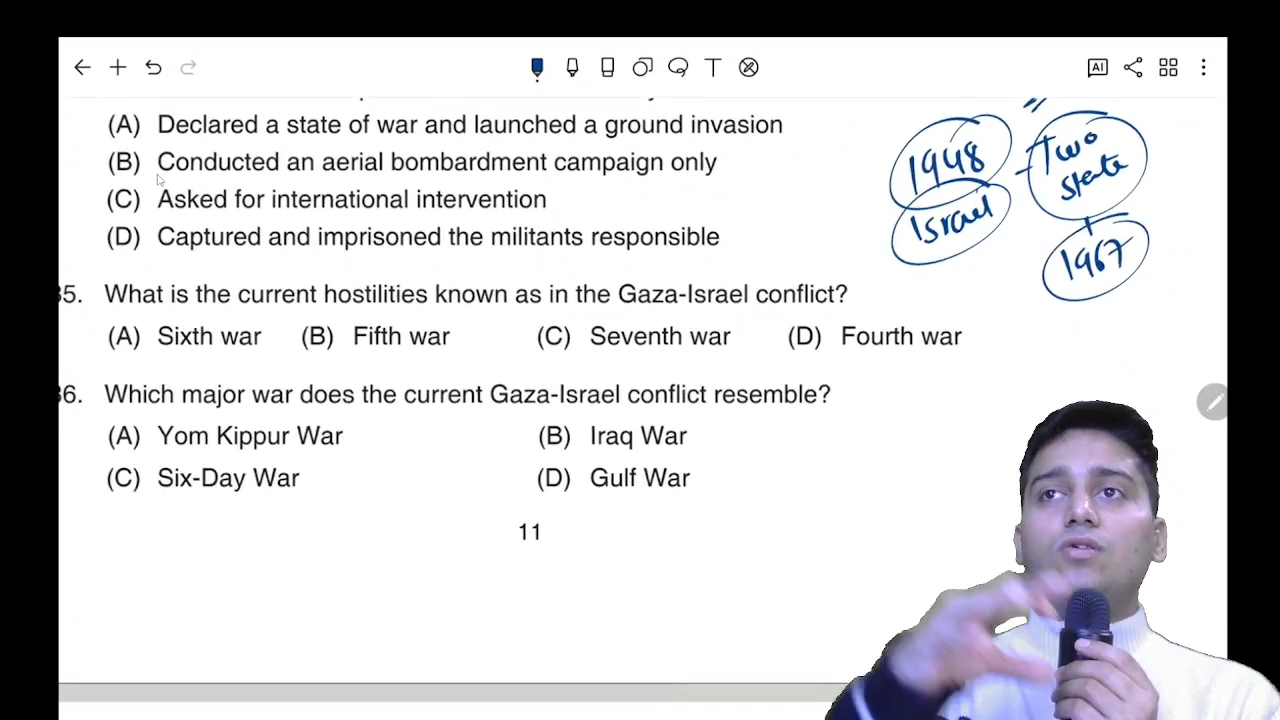 AI
(A) Declared a state of war and launched a ground invasion
(B) Conducted an aerial bombardment campaign only
(C) Asked for international intervention
(D) Captured and imprisoned the militants responsible
1948 - Two
state
Israel
1967
35. What is the current hostilities known as in the Gaza-Israel conflict?
(A) Sixth war (B) Fifth war (C) Seventh war (D) Fourth war
36. Which major war does the current Gaza-Israel conflict resemble?
(A) Yom Kippur War (B) Iraq War
(C) Six-Day War (D) Gulf War
11